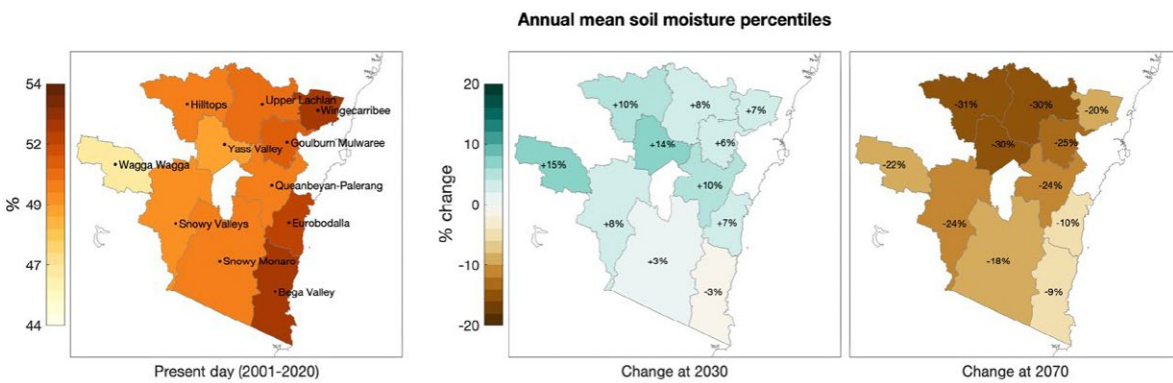 Annual mean soil moisture percentiles
54
52
49
47
44
%
Hilltops
Upper Lachlan
Wingecarribee
Goulburn Mulwaree
Yass Valley
Wagga Wagga
Queanbeyan-Palerang
Snowy Valleys
Eurobodalla
Snowy Monaro
Bega Valley
Present day (2001-2020)
20
10
0
-10
-20
% change
+10%
+8%
+7%
+6%
+14%
+15%
+10%
+8%
+7%
+3%
-3%
Change at 2030
-31%
-30%
-20%
-25%
-30%
-22%
-24%
-24%
-10%
-18%
-9%
Change at 2070